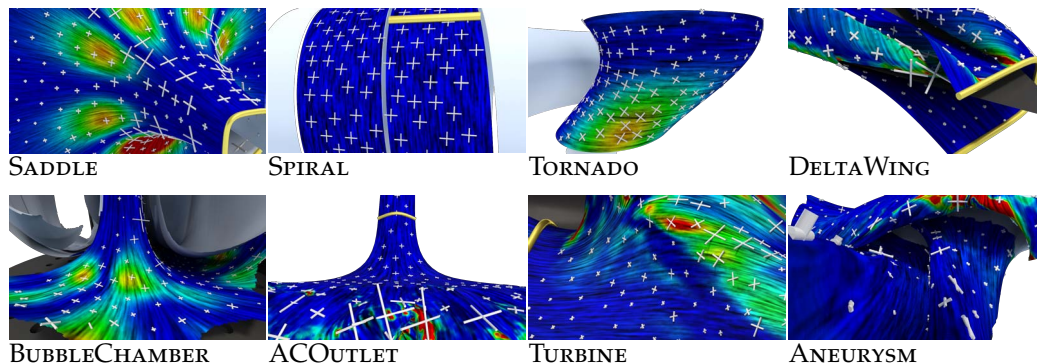 Saddle
Spiral
Tornado
DeltaWing
BubbleChamber
ACOutlet
Turbine
Aneurysm